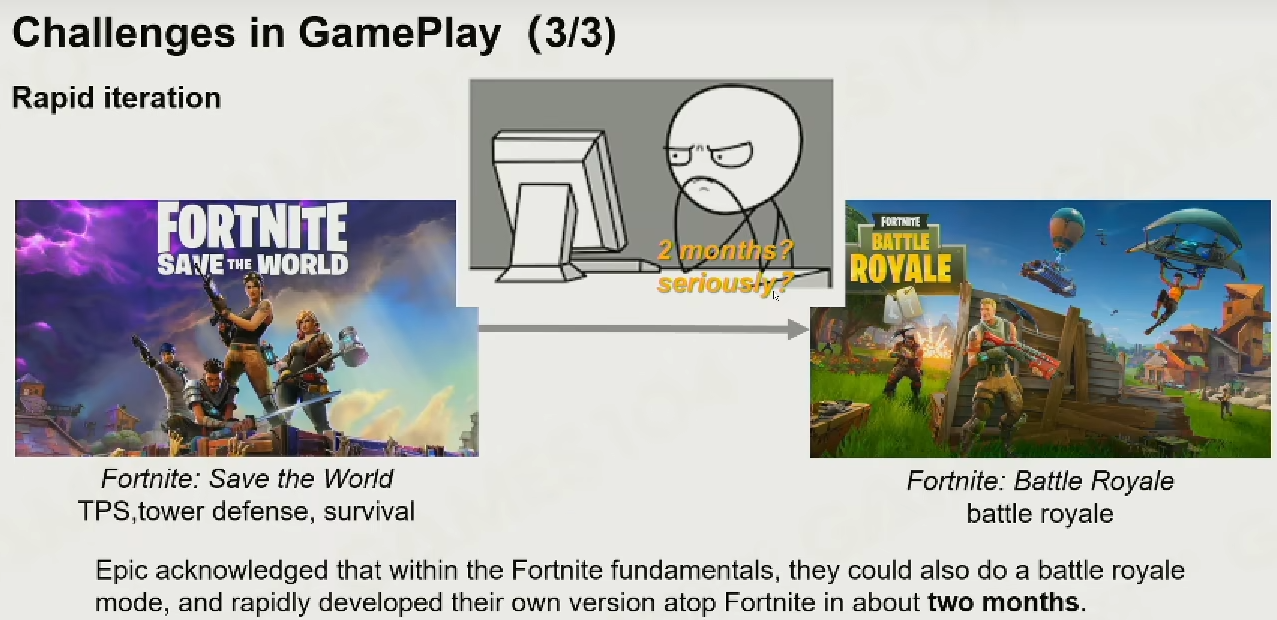 Challenges in GamePlay (3/3)
Rapid iteration
2 months?
seriously?
FORTNITE
SAVE THE WORLD
FORTNITE
BATTLE
ROYALE
Fortnite: Save the World
TPS,tower defense, survival
Fortnite: Battle Royale
battle royale
Epic acknowledged that within the Fortnite fundamentals, they could also do a battle royale
mode, and rapidly developed their own version atop Fortnite in about two months.